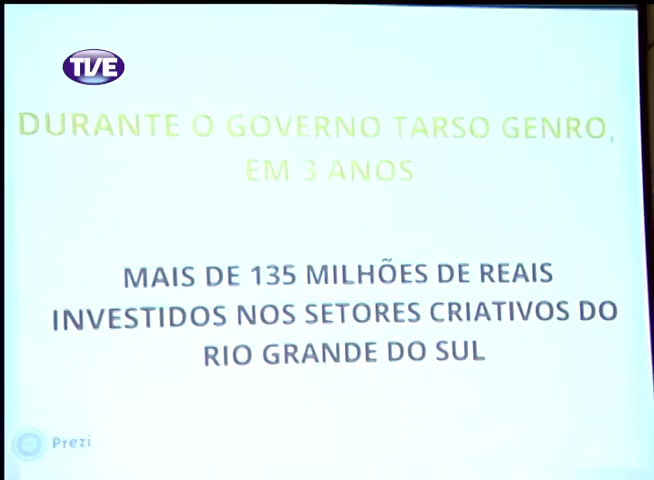 TVE
DURANTE O GOVERNO TARSO GENRO,
EM 3 ANOS
MAIS DE 135 MILHÕES DE REAIS
INVESTIDOS NOS SETORES CRIATIVOS DO
RIO GRANDE DO SUL
Prezi